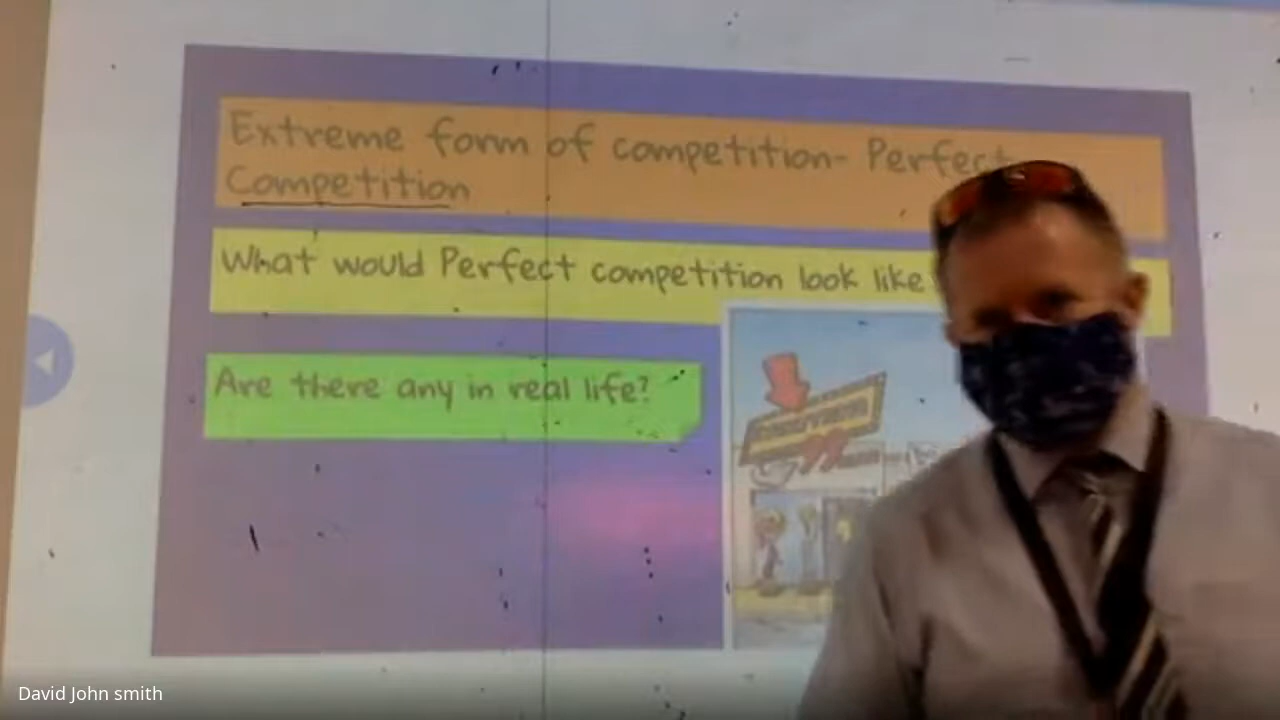 Extreme form of competition- Perfect
Competition
What would Perfect competition look like
Are there any in real life?
David John smith